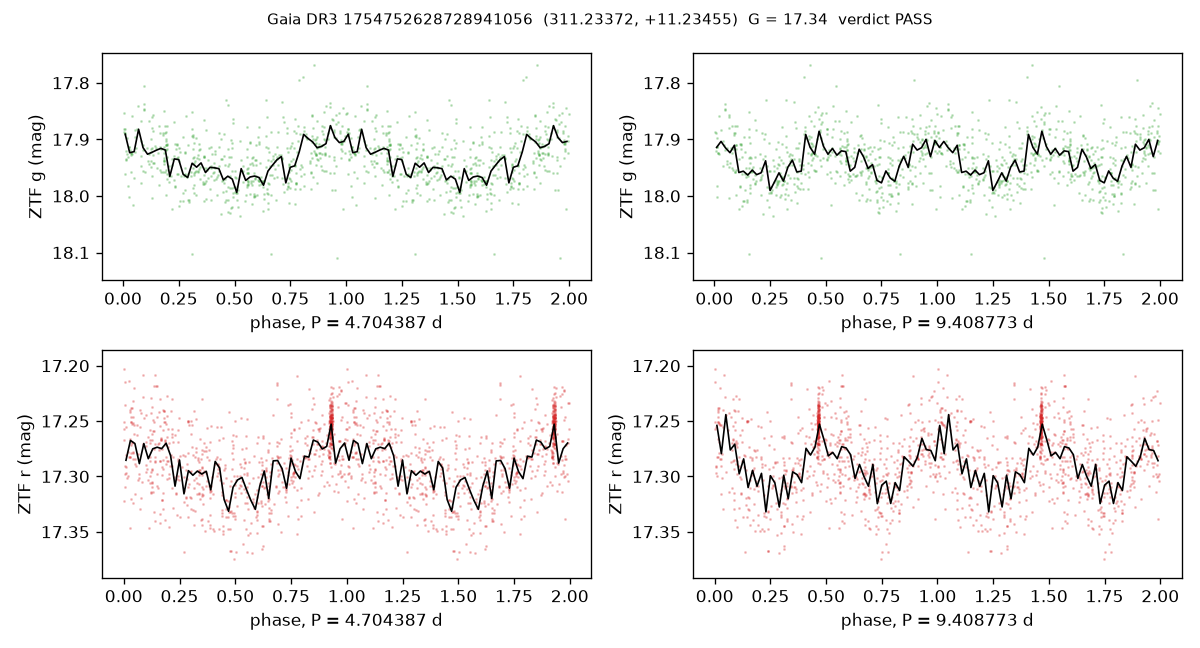 Gaia DR3 1754752628728941056 (311.23372, +11.23455) G = 17.34 verdict PASS
ZTF g (mag)
17.8
17.9
18.0
18.1
0.00 0.25 0.50 0.75 1.00 1.25 1.50 1.75 2.00
phase, P = 4.704387 d
ZTF g (mag)
17.8
17.9
18.0
18.1
0.00 0.25 0.50 0.75 1.00 1.25 1.50 1.75 2.00
phase, P = 9.408773 d
ZTF r (mag)
17.20
17.25
17.30
17.35
0.00 0.25 0.50 0.75 1.00 1.25 1.50 1.75 2.00
phase, P = 4.704387 d
ZTF r (mag)
17.20
17.25
17.30
17.35
0.00 0.25 0.50 0.75 1.00 1.25 1.50 1.75 2.00
phase, P = 9.408773 d